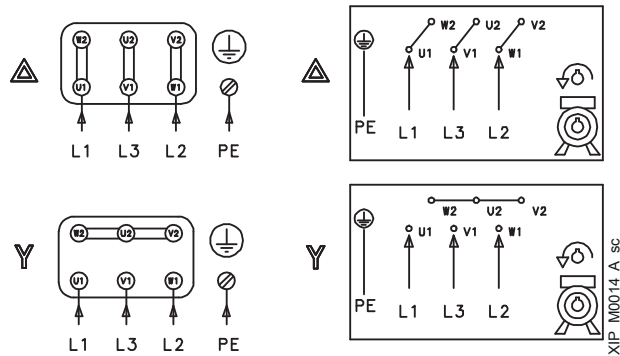 W2 U2 V2
U1 V1 W1
L1 L3 L2 PE
W2 U2 V2
U1 V1 W1
PE L1 L3 L2
W2 U2 V2
U1 V1 W1
L1 L3 L2 PE
W2 U2 V2
U1 V1 W1
PE L1 L3 L2
Y
Y
XIP M0014 A sc